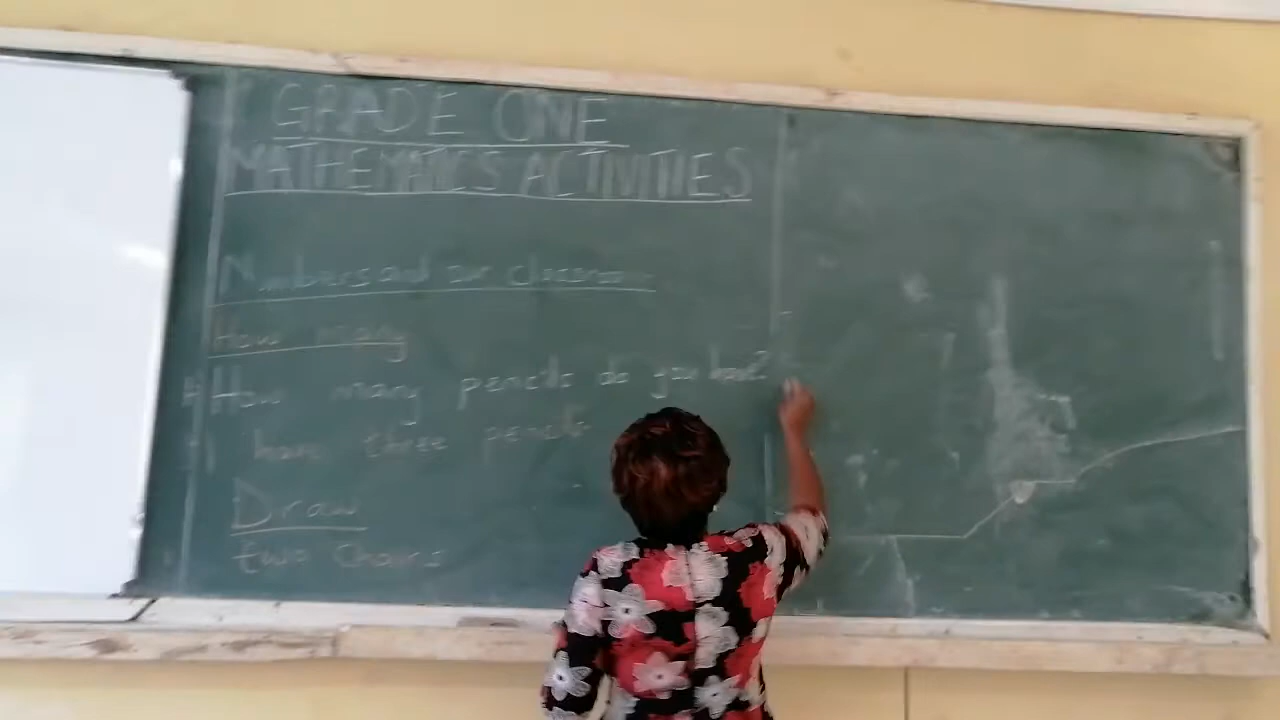 GRADE ONE
MATHEMATICS ACTIVITIES
Numbers and our classroom
How many
How many pencils do you have?
I have three pencils
Draw
two chairs